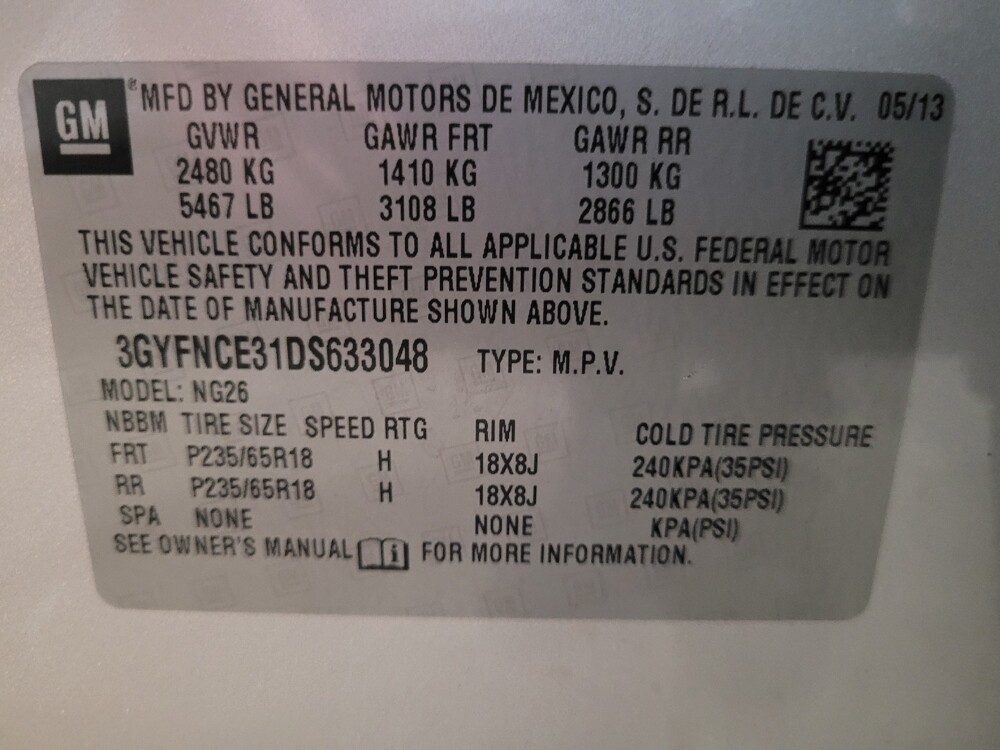 GM
® MFD BY GENERAL MOTORS DE MEXICO, S. DE R.L. DE C.V. 05/13
GVWR GAWR FRT GAWR RR
2480 KG 1410 KG 1300 KG
5467 LB 3108 LB 2866 LB
THIS VEHICLE CONFORMS TO ALL APPLICABLE U.S. FEDERAL MOTOR
VEHICLE SAFETY AND THEFT PREVENTION STANDARDS IN EFFECT ON
THE DATE OF MANUFACTURE SHOWN ABOVE.
3GYFNCE31DS633048 TYPE: M.P.V.
MODEL: NG26
NBBM TIRE SIZE SPEED RTG RIM COLD TIRE PRESSURE
FRT P235/65R18 H 18X8J 240KPA(35PSI)
RR P235/65R18 H 18X8J 240KPA(35PSI)
SPA NONE NONE KPA(PSI)
SEE OWNER'S MANUAL i FOR MORE INFORMATION.